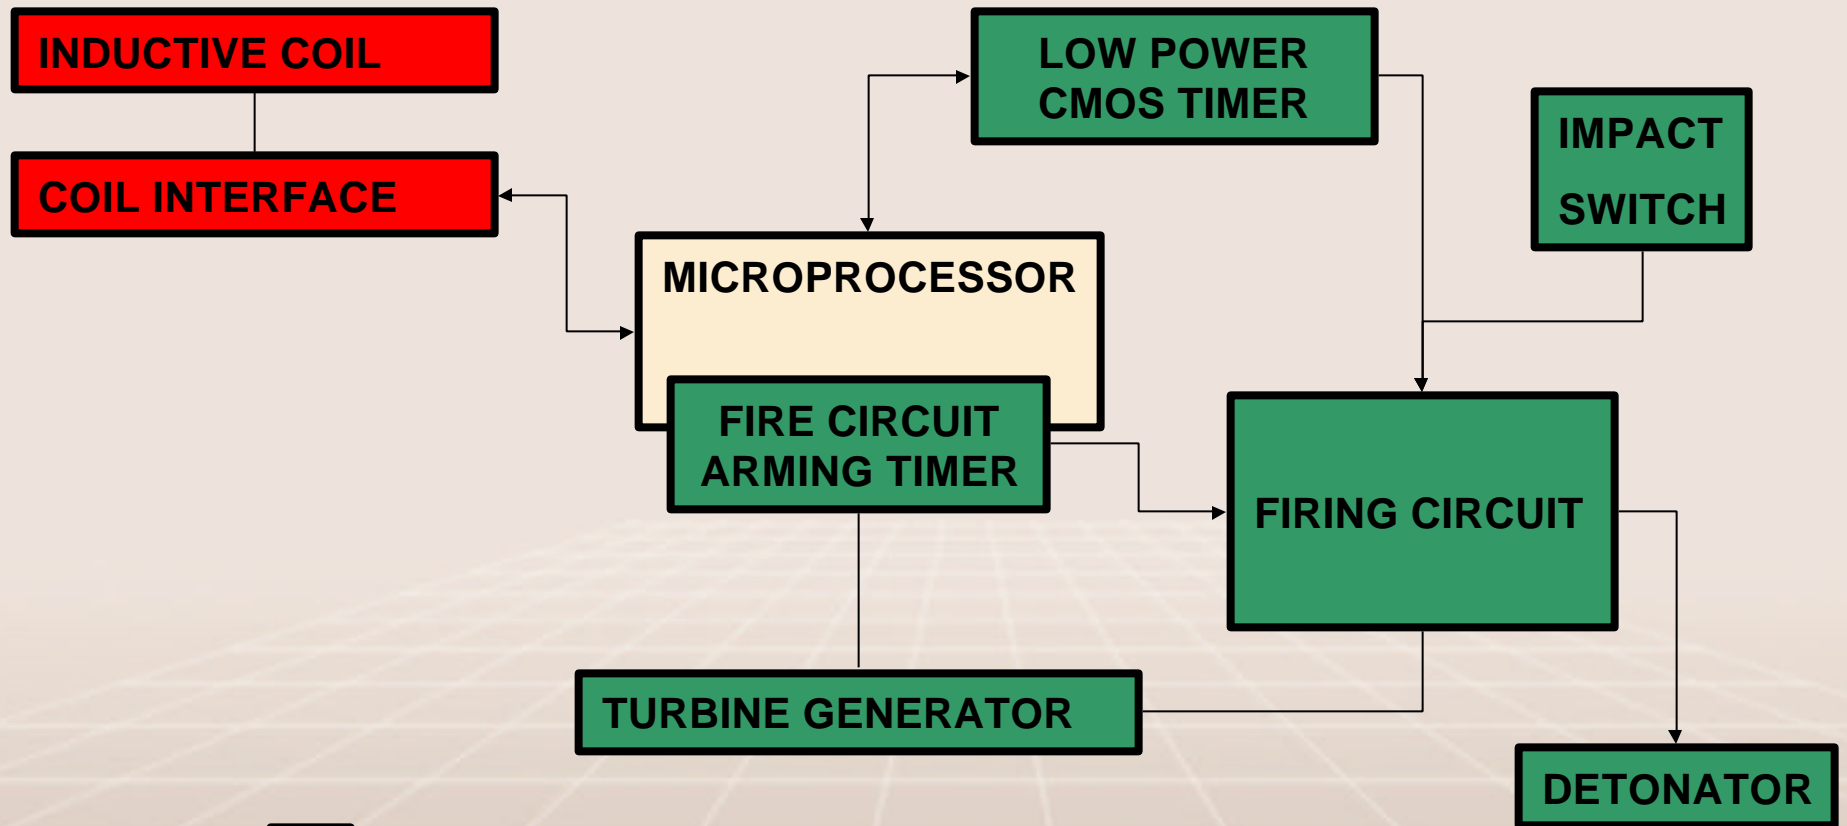 INDUCTIVE COIL
COIL INTERFACE
LOW POWER
CMOS TIMER
IMPACT
SWITCH
MICROPROCESSOR
FIRE CIRCUIT
ARMING TIMER
FIRING CIRCUIT
TURBINE GENERATOR
DETONATOR